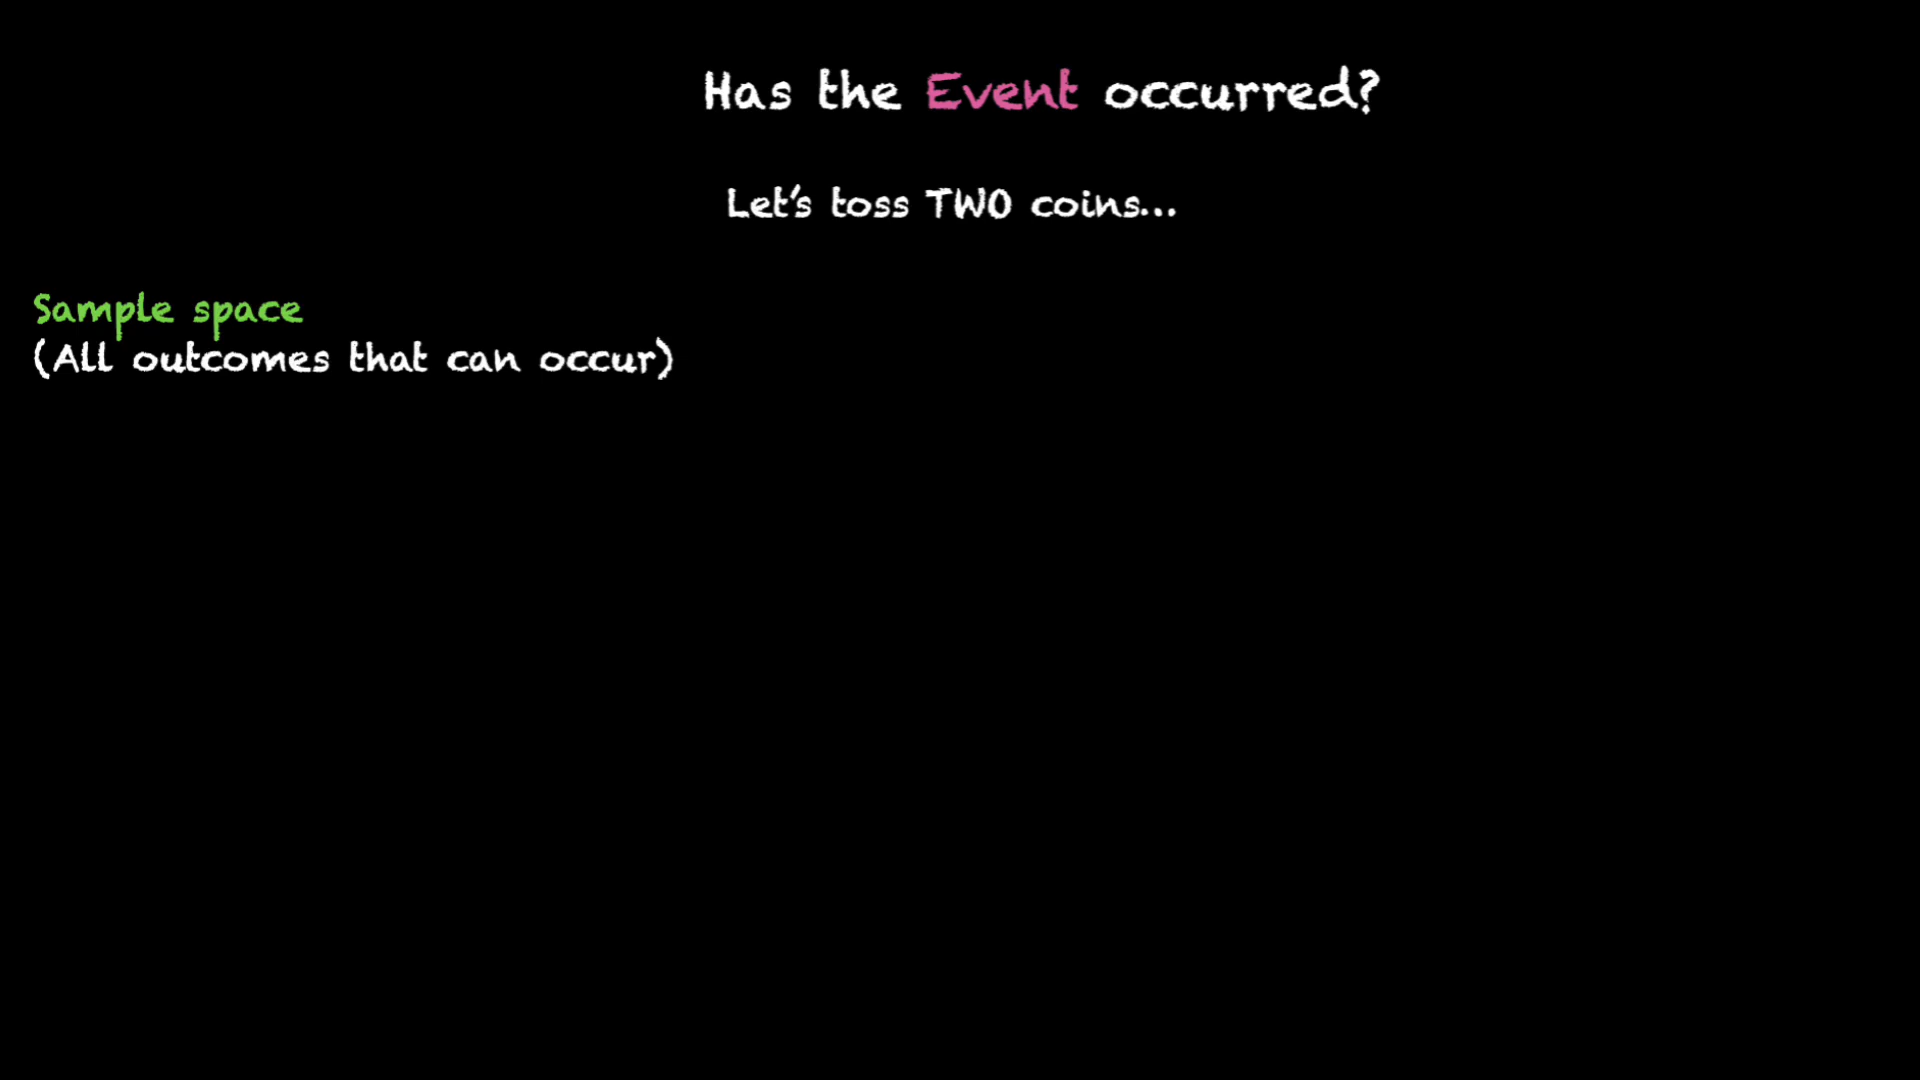 Has the Event occurred?
Let's toss TWO coins...
Sample space
(All outcomes that can occur)